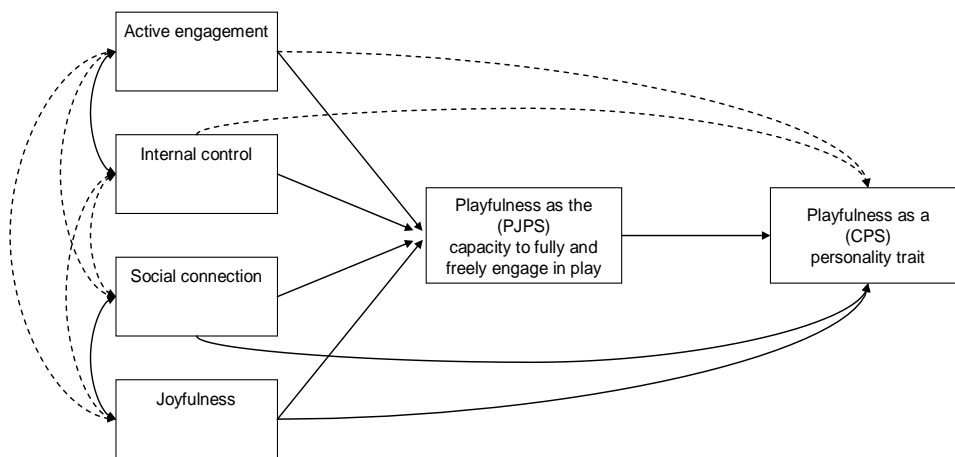 Active engagement
Internal control
Social connection
Joyfulness
Playfulness as the
(PJPS)
capacity to fully and
freely engage in play
Playfulness as a
(CPS)
personality trait